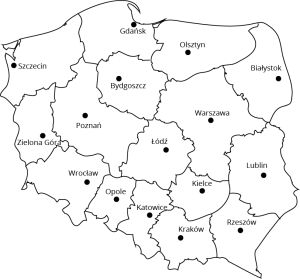 Gdańsk
Olsztyn
Szczecin
Białystok
Bydgoszcz
Warszawa
Poznań
Zielona Góra
Łódź
Lublin
Wrocław
Kielce
Opole
Katowice
Rzeszów
Kraków